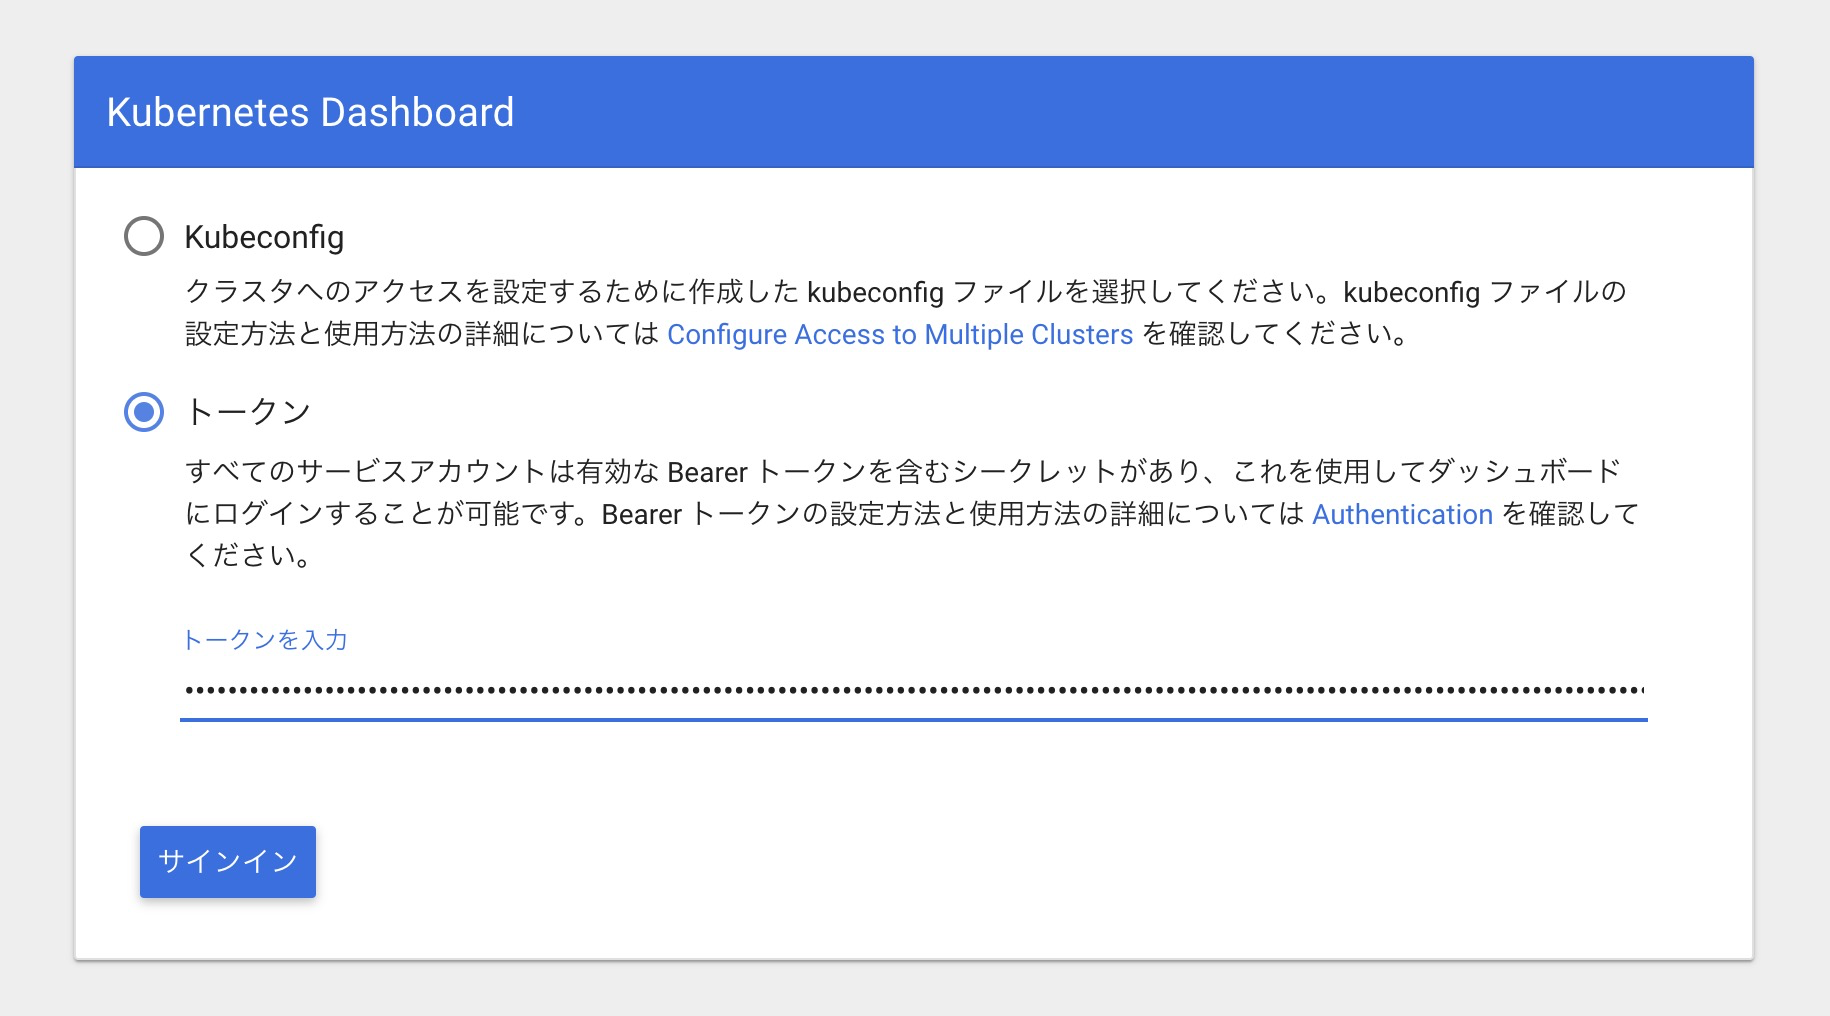 Kubernetes Dashboard
Kubeconfig
クラスタへのアクセスを設定するために作成した kubeconfig ファイルを選択してください。kubeconfig ファイルの
設定方法と使用方法の詳細については Configure Access to Multiple Clusters を確認してください。
トークン
すべてのサービスアカウントは有効な Bearer トークンを含むシークレットがあり、これを使用してダッシュボード
にログインすることが可能です。Bearer トークンの設定方法と使用方法の詳細については Authentication を確認して
ください。
トークンを入力
サインイン